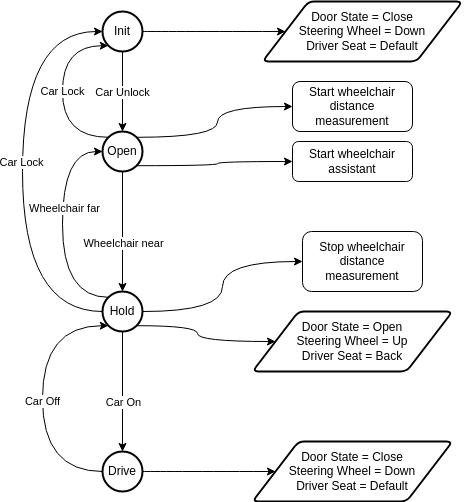 Init
Door State = Close
Steering Wheel = Down
Driver Seat = Default
Car Lock
Car Unlock
Start wheelchair
distance
measurement
Open
Start wheelchair
assistant
Car Lock
Wheelchair far
Wheelchair near
Stop wheelchair
distance
measurement
Hold
Door State = Open
Steering Wheel = Up
Driver Seat = Back
Car Off
Car On
Drive
Door State = Close
Steering Wheel = Down
Driver Seat = Default